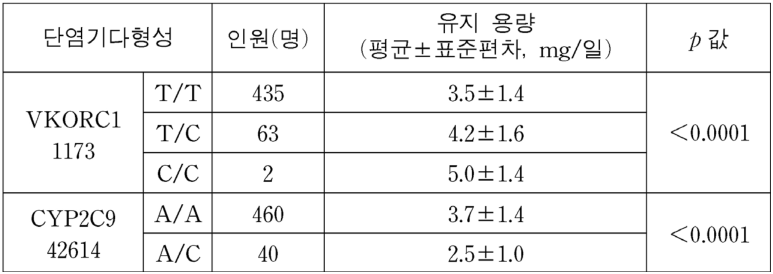 단염기다형성 인원(명) 유지 용량 (평균±표준편차, mg/일) p 값
VKORC1 1173 T/T 435 3.5±1.4 <0.0001
T/C 63 4.2±1.6
C/C 2 5.0±1.4
CYP2C9 42614 A/A 460 3.7±1.4 <0.0001
A/C 40 2.5±1.0